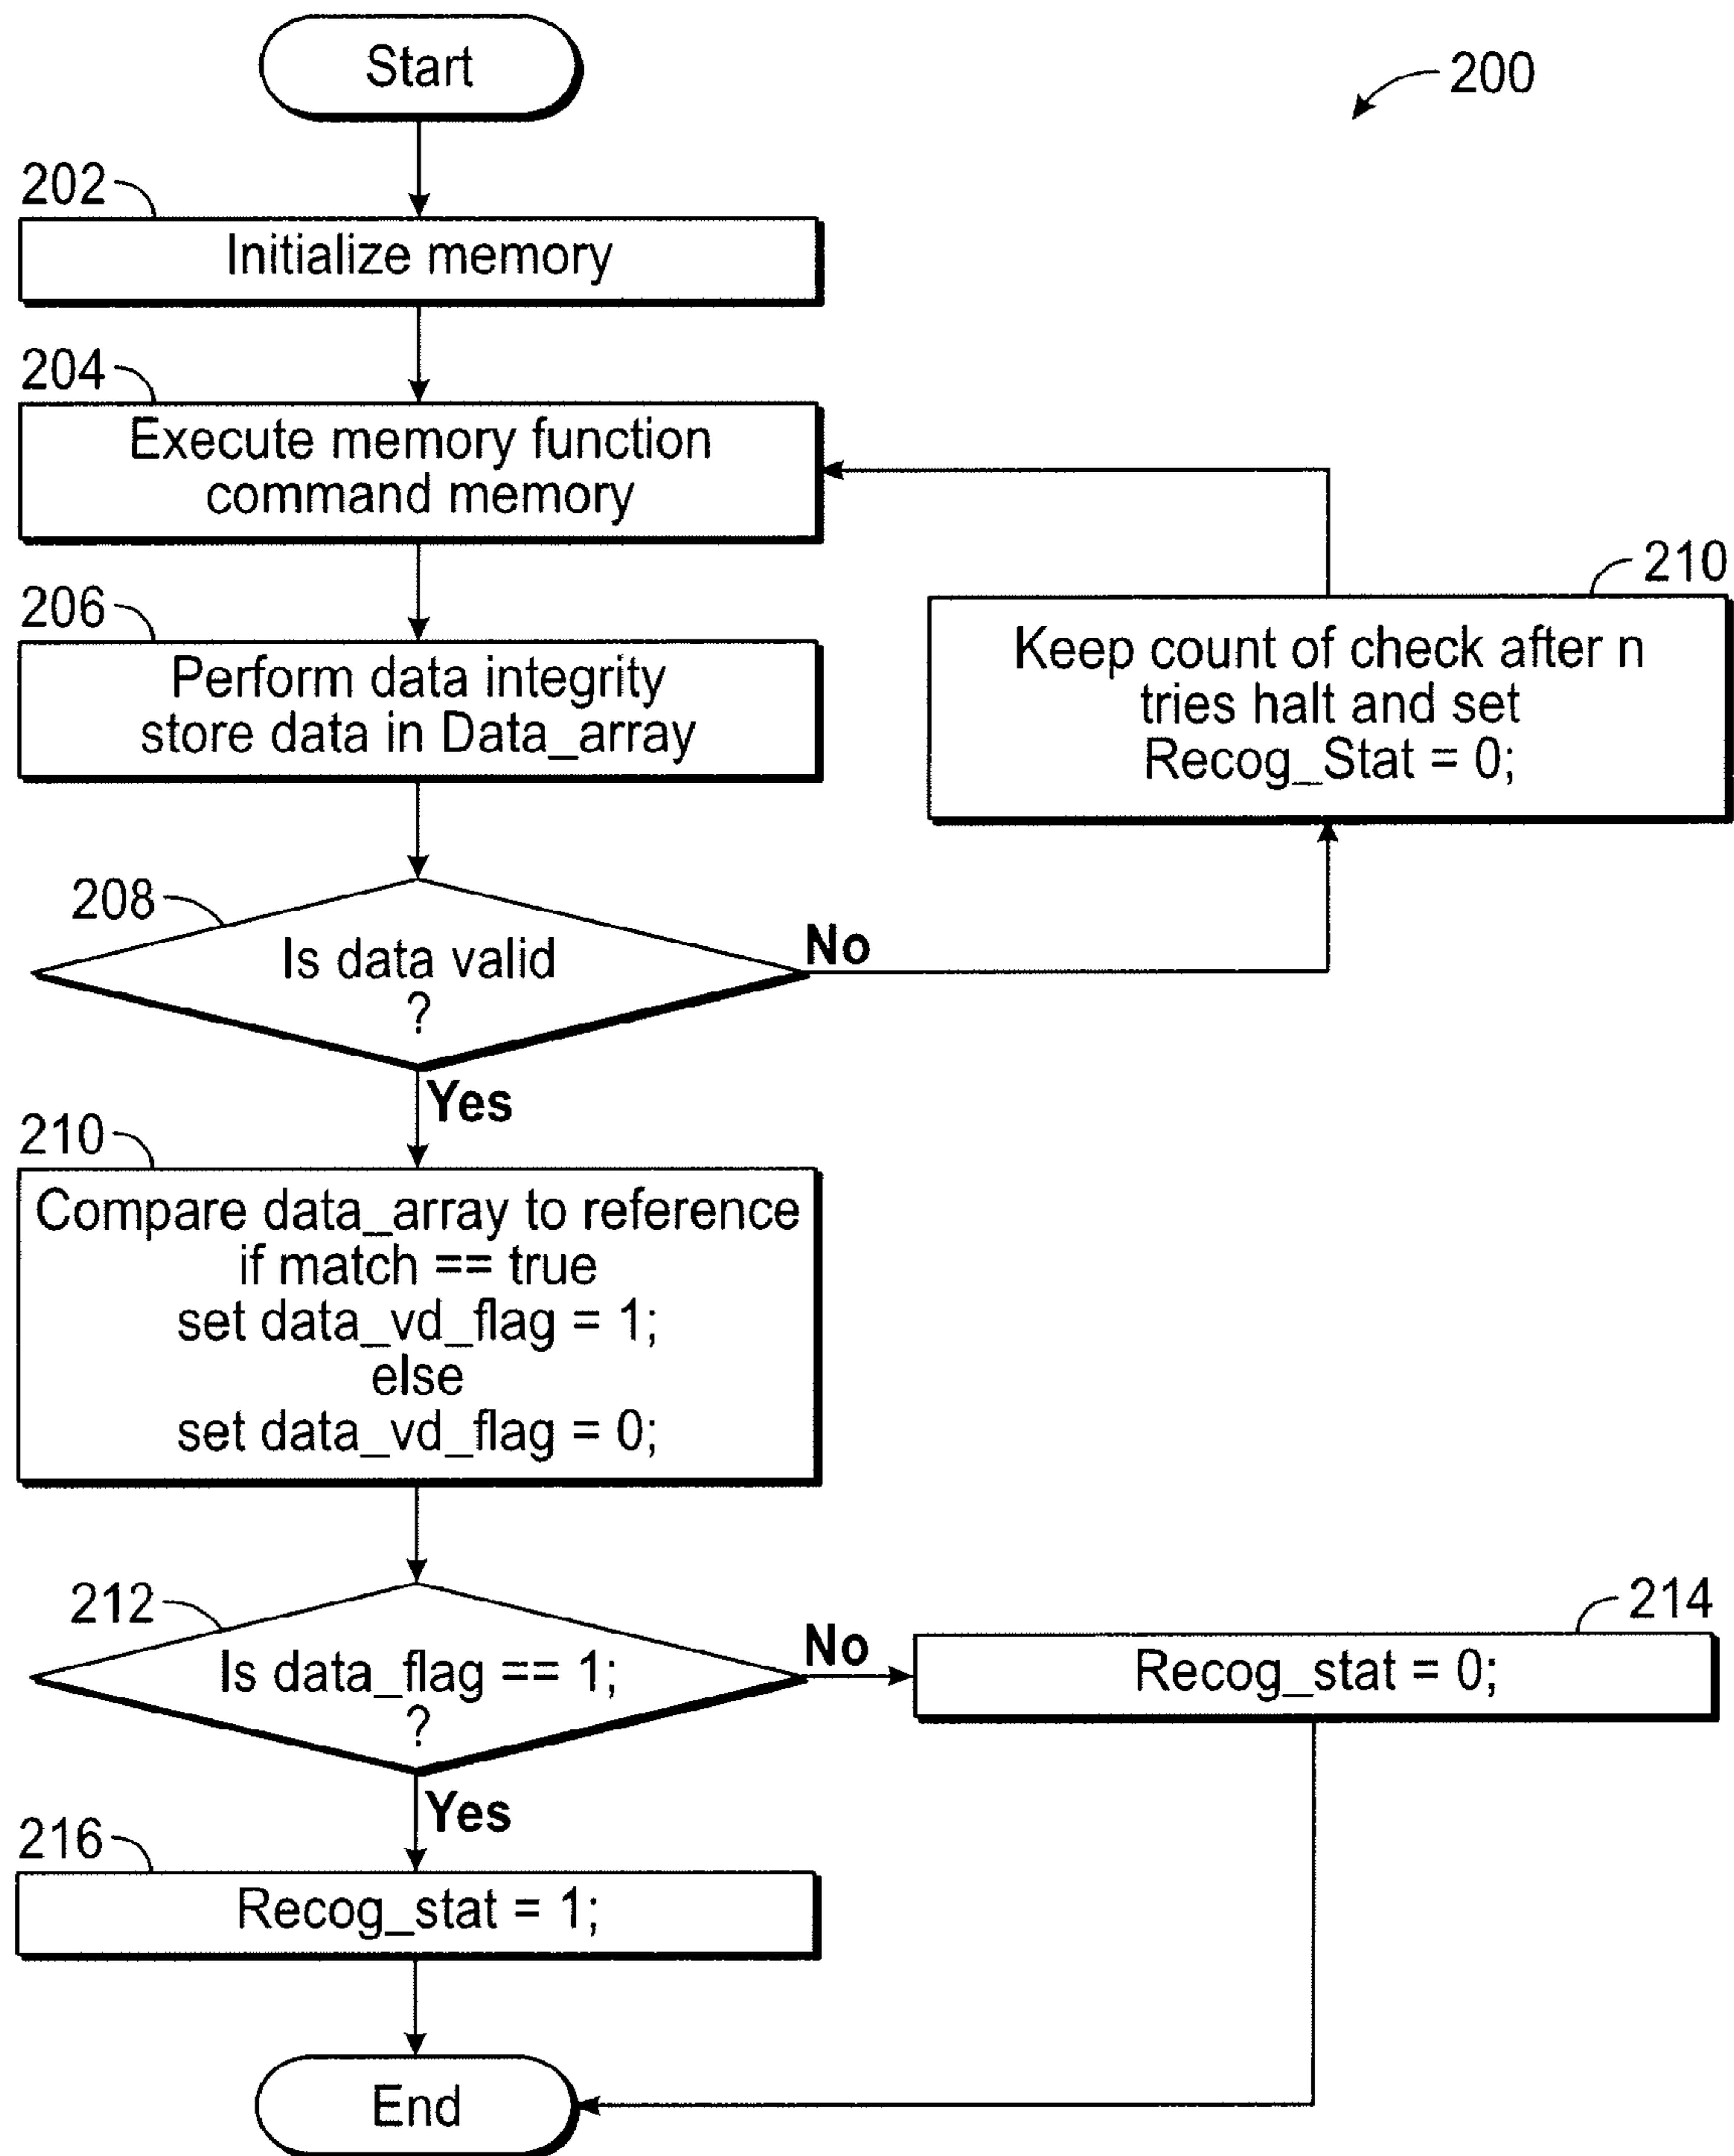 Start
200
202
Initialize memory
204
Execute memory function
command memory
206
Perform data integrity
store data in Data_array
210
Keep count of check after n
tries halt and set
Recog_Stat = 0;
208
Is data valid
?
No
Yes
210
Compare data_array to reference
if match == true
set data_vd_flag = 1;
else
set data_vd_flag = 0;
212
Is data_flag == 1;
?
No
214
Recog_stat = 0;
Yes
216
Recog_stat = 1;
End